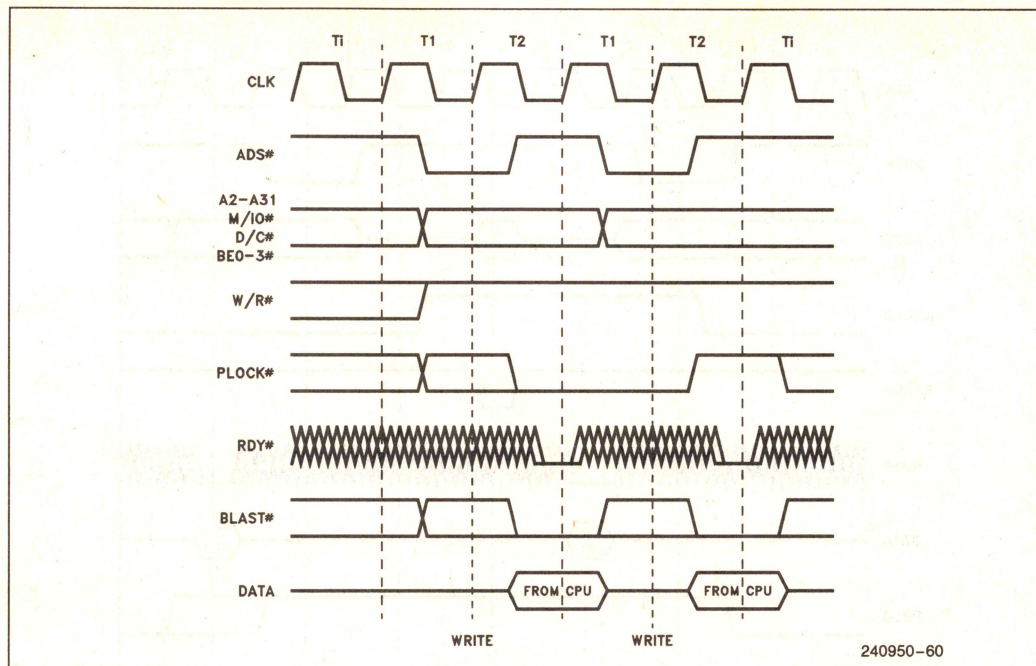 Ti T1 T2 T1 T2 Ti
CLK
ADS#
A2-A31
M/IO#
D/C#
BE0-3#
W/R#
PLOCK#
RDY#
BLAST#
DATA FROM CPU FROM CPU
WRITE WRITE
240950-60